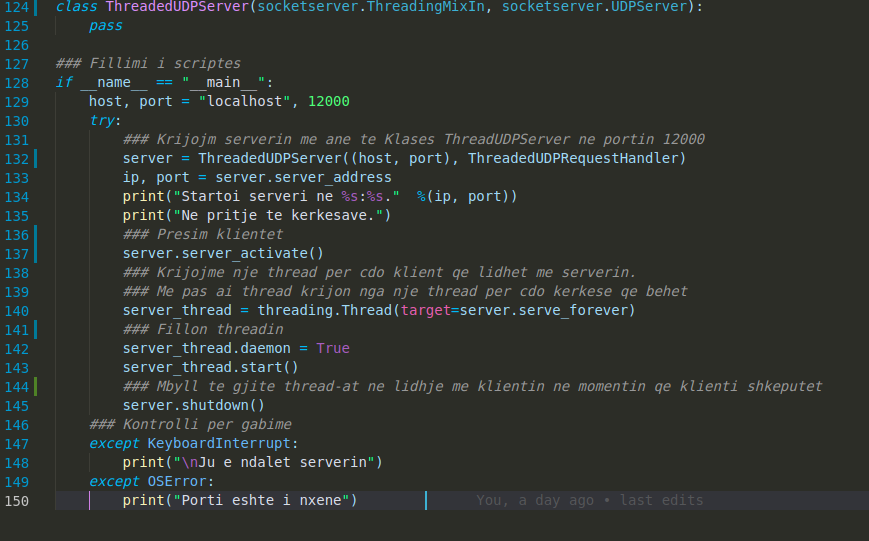 124 class ThreadedUDPServer(socketserver.ThreadingMixIn, socketserver.UDPServer):
125     pass
126
127 ### Fillimi i scriptes
128 if __name__ == "__main__":
129     host, port = "localhost", 12000
130     try:
131         ### Krijojm serverin me ane te Klases ThreadUDPServer ne portin 12000
132         server = ThreadedUDPServer((host, port), ThreadedUDPRequestHandler)
133         ip, port = server.server_address
134         print("Startoi serveri ne %s:%s."  %(ip, port))
135         print("Ne pritje te kerkesave.")
136         ### Presim klientet
137         server.server_activate()
138         ### Krijojme nje thread per cdo klient qe lidhet me serverin.
139         ### Me pas ai thread krijon nga nje thread per cdo kerkese qe behet
140         server_thread = threading.Thread(target=server.serve_forever)
141         ### Fillon threadin
142         server_thread.daemon = True
143         server_thread.start()
144         ### Mbyll te gjite thread-at ne lidhje me klientin ne momentin qe klienti shkeputet
145         server.shutdown()
146     ### Kontrolli per gabime
147     except KeyboardInterrupt:
148         print("\nJu e ndalet serverin")
149     except OSError:
150         print("Porti eshte i nxene")        You, a day ago • last edits